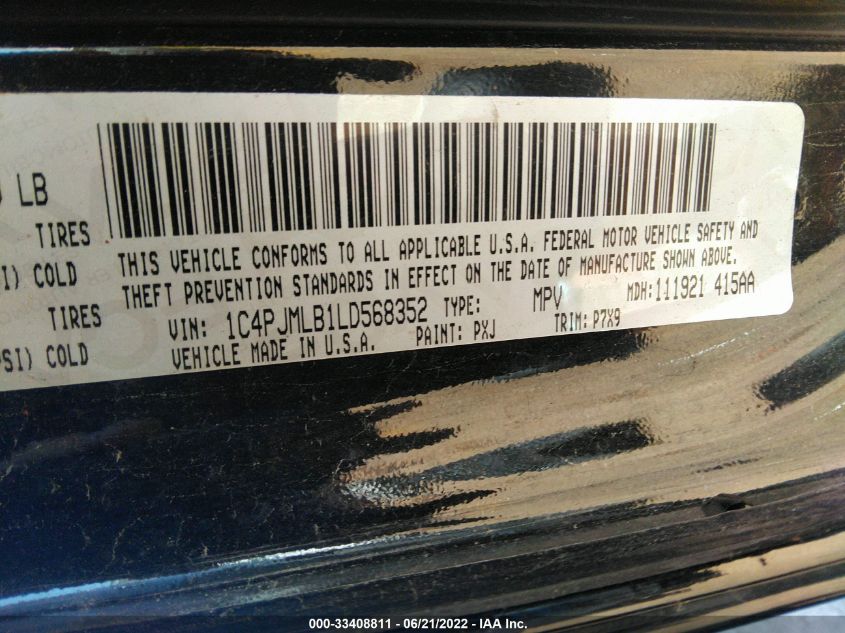 LB
TIRES
COLD
TIRES
PSI) COLD
THIS VEHICLE CONFORMS TO ALL APPLICABLE U.S.A. FEDERAL MOTOR VEHICLE SAFETY AND
THEFT PREVENTION STANDARDS IN EFFECT ON THE DATE OF MANUFACTURE SHOWN ABOVE.
VIN: 1C4PJMLB1LD568352 TYPE: MPV MDH:111921 415AA
VEHICLE MADE IN U.S.A. PAINT: PXJ TRIM: P7X9
000-33408811 - 06/21/2022 - IAA Inc.